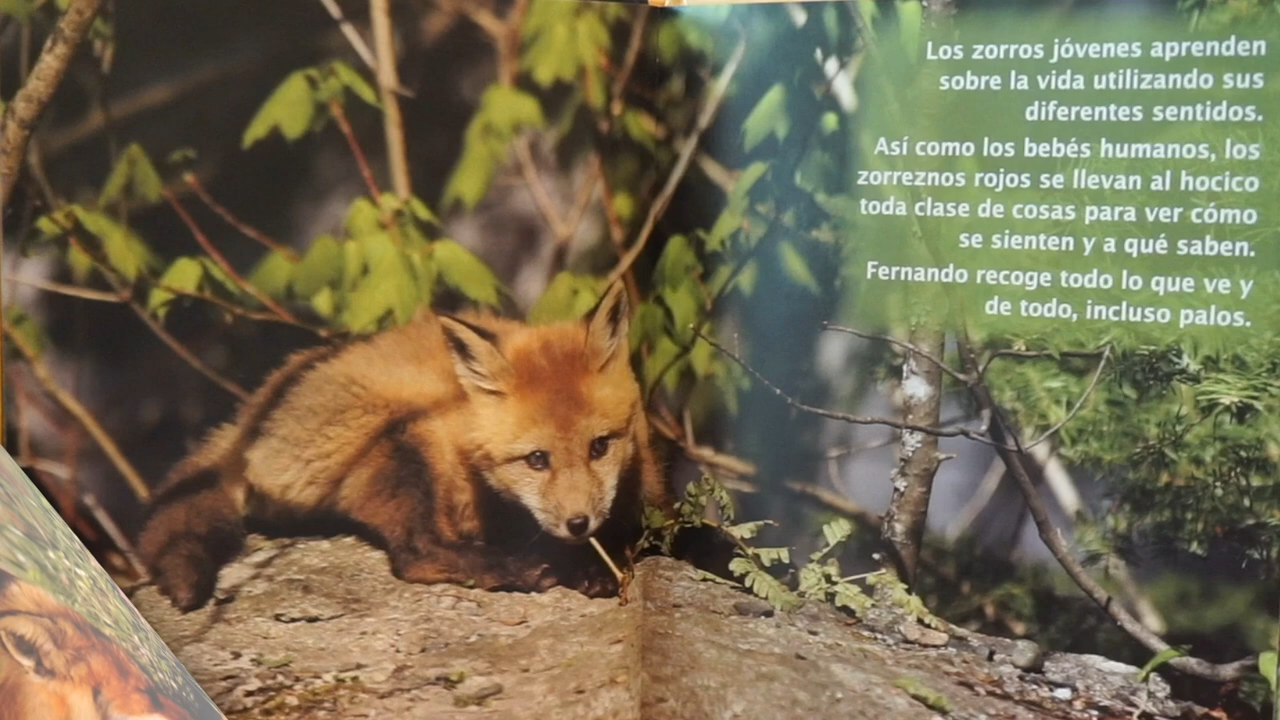 Los zorros jóvenes aprenden
sobre la vida utilizando sus
diferentes sentidos.
Así como los bebés humanos, los
zorreznos rojos se llevan al hocico
toda clase de cosas para ver cómo
se sienten y a qué saben.
Fernando recoge todo lo que ve y
de todo, incluso palos.